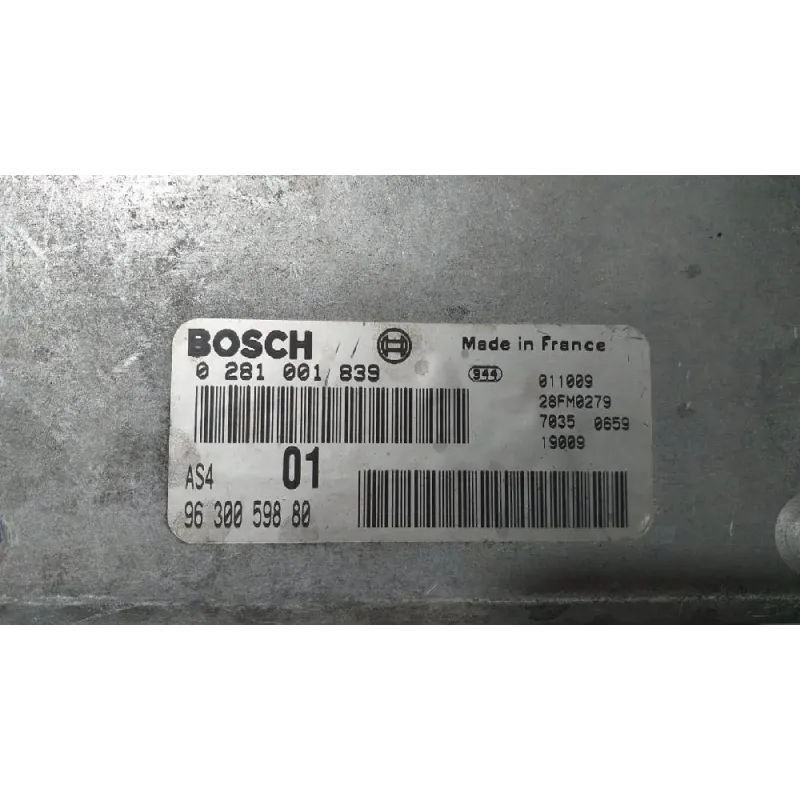 BOSCH Made in France
0 281 001 839 944 011009
28FM0279
7035 0659
19009
AS4 01
96 300 598 80